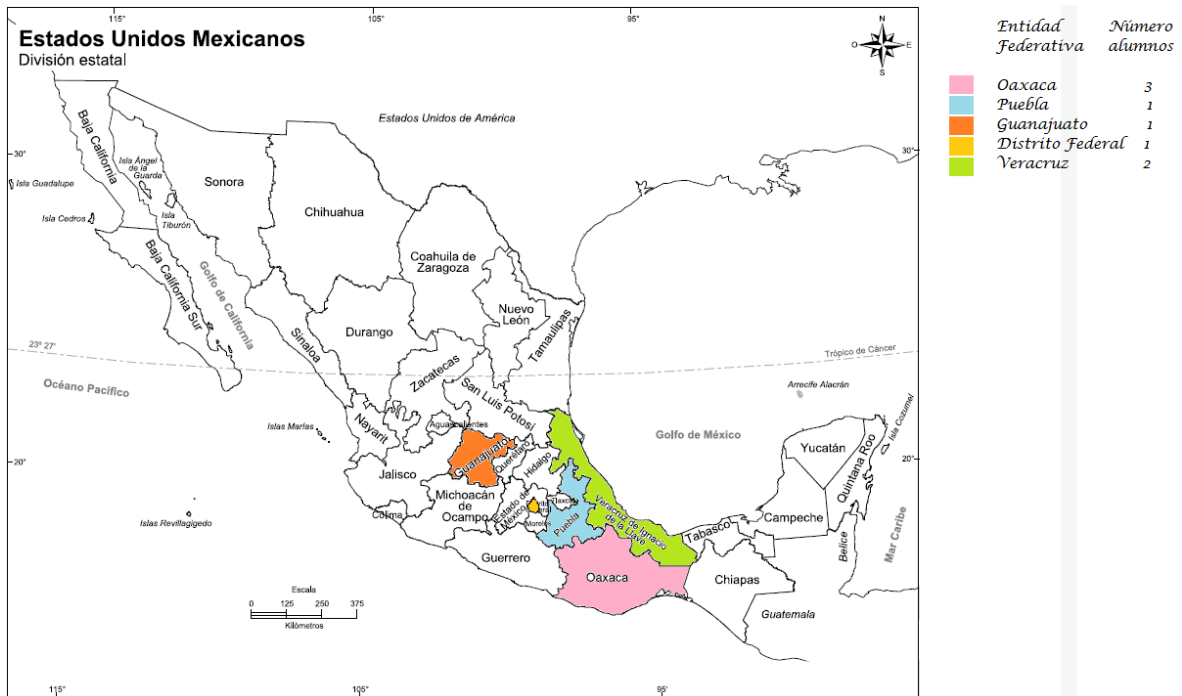 115°
105°
95°
Estados Unidos Mexicanos
División estatal
N
O
E
S
Estados Unidos de América
30°
30°
Baja California
Isla Ángel
de la
Guarda
Isla Guadalupe
Sonora
Isla Cedros
Isla
Tiburón
Chihuahua
Coahuila de
Zaragoza
Baja California Sur
Golfo de California
Nuevo
León
Tamaulipas
Sinaloa
Durango
23° 27'
Trópico de Cáncer
Océano Pacífico
Zacatecas
San Luis Potosí
Arrecife Alacrán
Isla Cozumel
Islas Marías
Nayarit
Aguascalientes
Golfo de México
Yucatán
Quintana Roo
20°
20°
Guanajuato
Querétaro
Hidalgo
Jalisco
Michoacán
de
Ocampo
Estado de
México
Tlaxcala
Veracruz de Ignacio
de la Llave
Campeche
Colima
Islas Revillagigedo
Morelos
Puebla
Tabasco
Belice
Mar Caribe
Guerrero
Oaxaca
Chiapas
Guatemala
Escala
0 125 250 375
Kilómetros
115°
105°
95°
Entidad Número
Federativa alumnos
Oaxaca 3
Puebla 1
Guanajuato 1
Distrito Federal 1
Veracruz 2